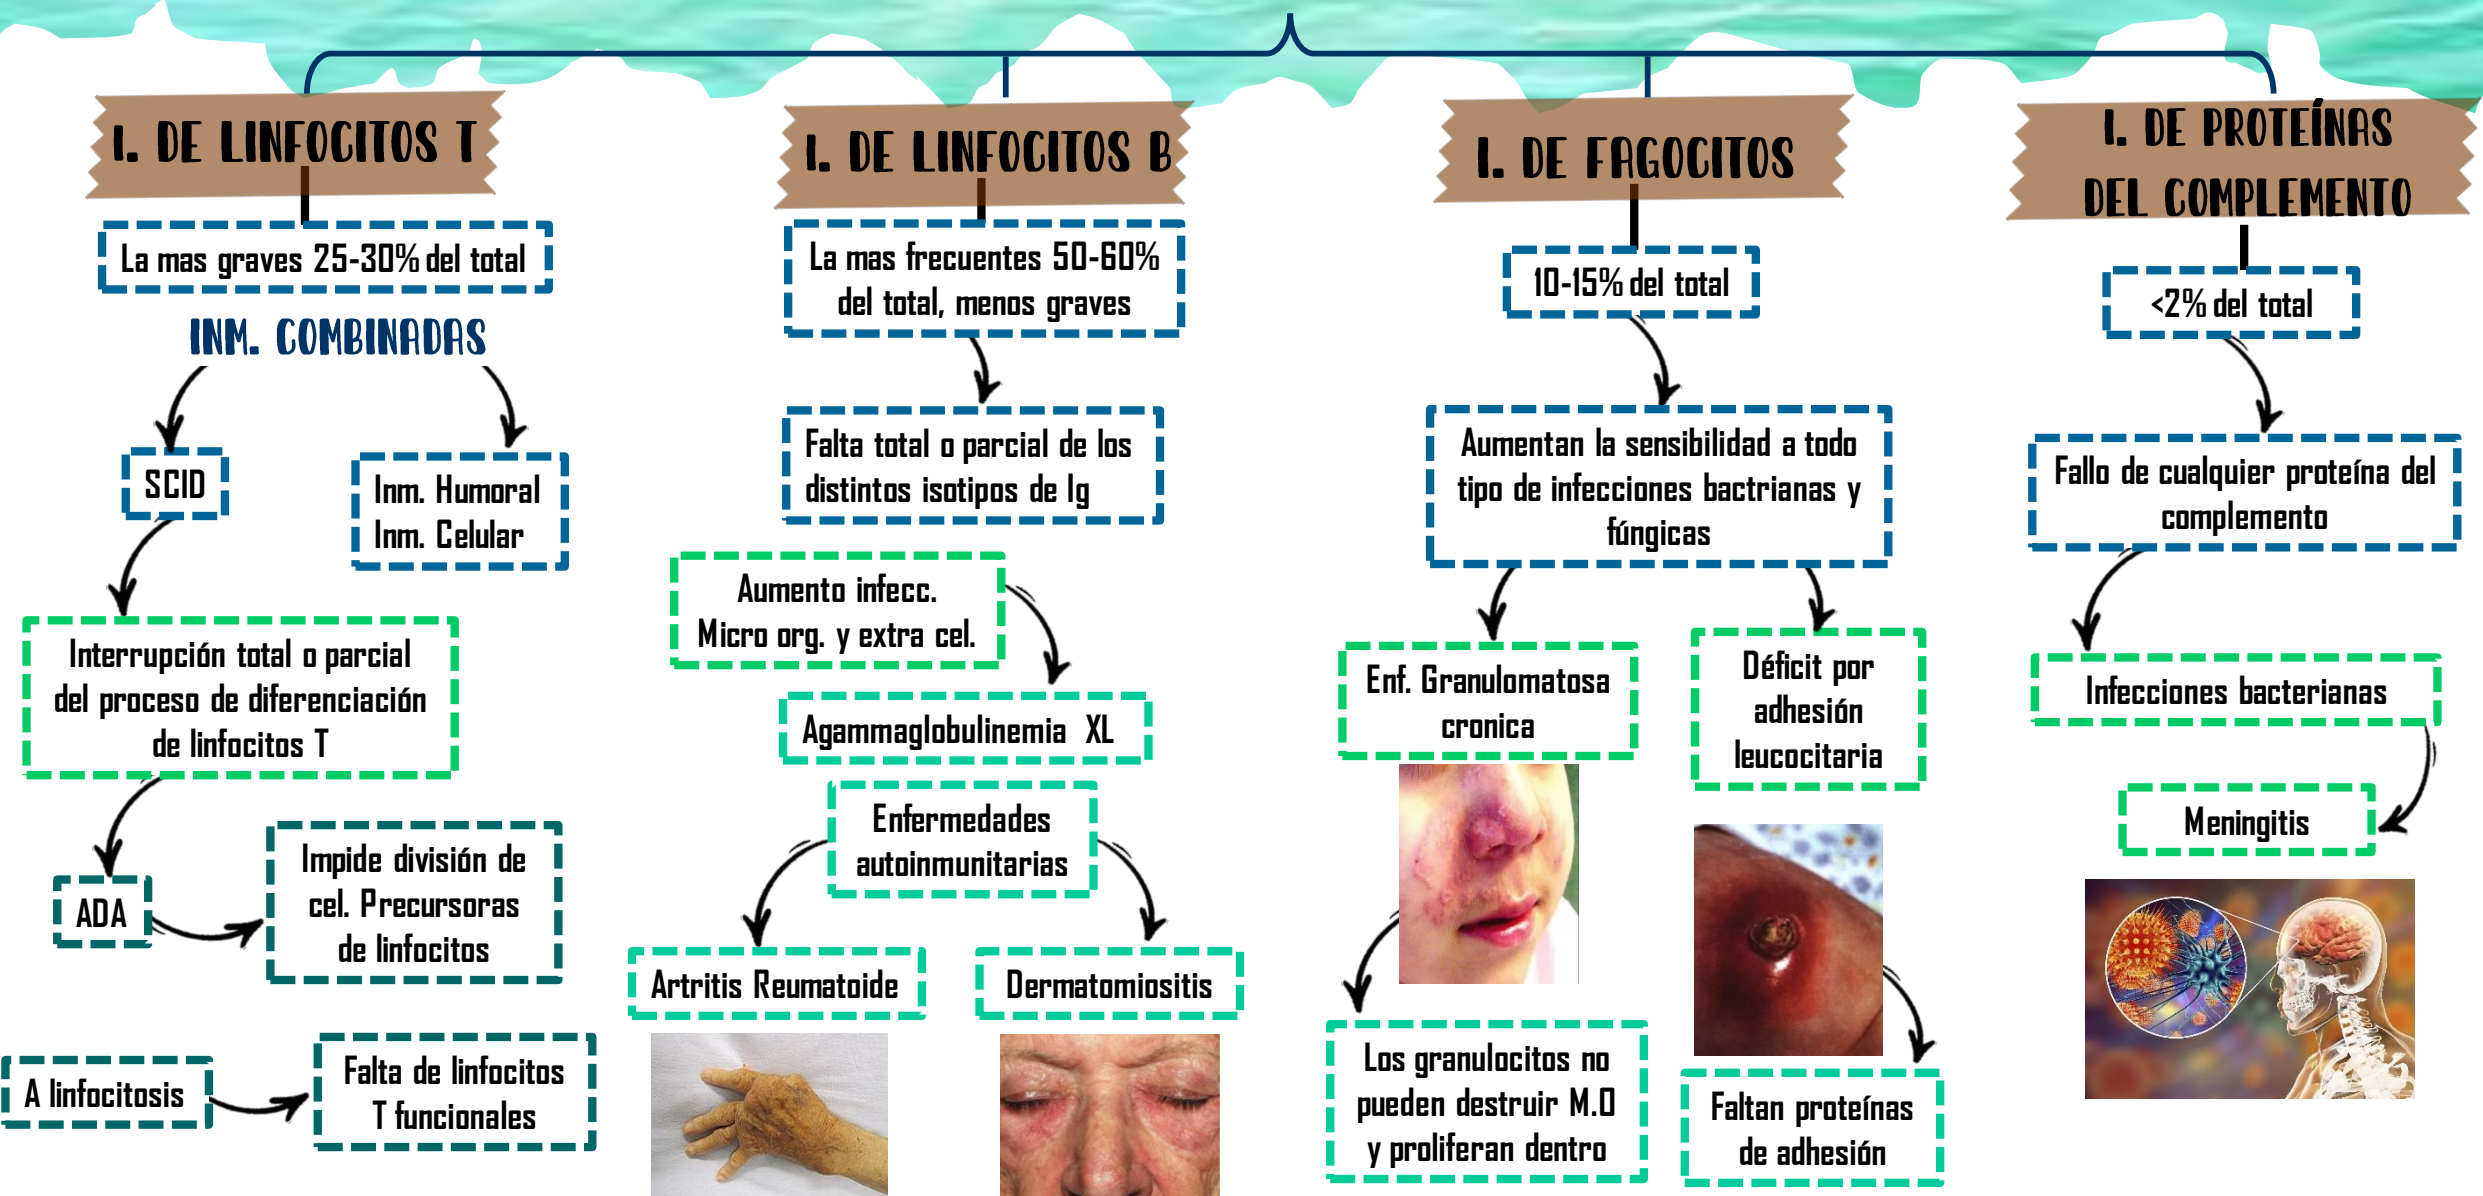 I. DE LINFOCITOS T
La mas graves 25-30% del total
INM. COMBINADAS
SCID
Inm. Humoral
Inm. Celular
Interrupción total o parcial
del proceso de diferenciación
de linfocitos T
ADA
Impide división de
cel. Precursoras
de linfocitos
A linfocitosis
Falta de linfocitos
T funcionales
I. DE LINFOCITOS B
La mas frecuentes 50-60%
del total, menos graves
Falta total o parcial de los
distintos isotipos de Ig
Aumento infecc.
Micro org. y extra cel.
Agammaglobulinemia XL
Enfermedades
autoinmunitarias
Artritis Reumatoide
Dermatomiositis
I. DE FAGOCITOS
10-15% del total
Aumentan la sensibilidad a todo
tipo de infecciones bactrianas y
fúngicas
Enf. Granulomatosa
cronica
Déficit por
adhesión
leucocitaria
Los granulocitos no
pueden destruir M.O
y proliferan dentro
Faltan proteínas
de adhesión
I. DE PROTEÍNAS
DEL COMPLEMENTO
<2% del total
Fallo de cualquier proteína del
complemento
Infecciones bacterianas
Meningitis